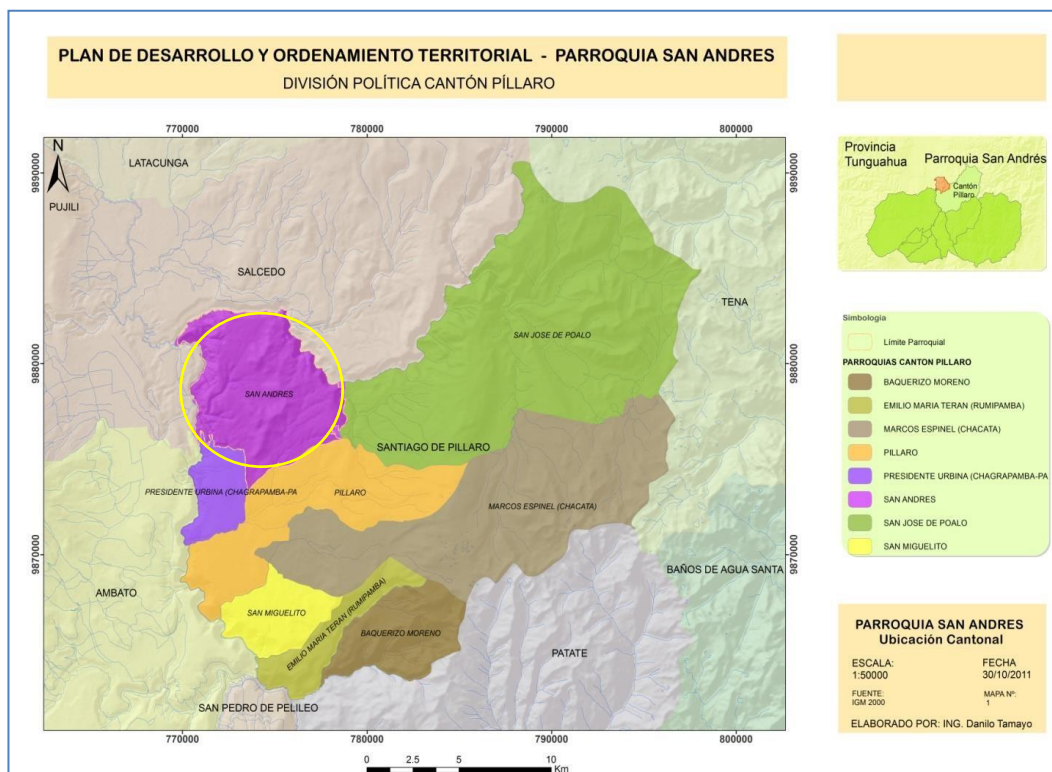 PLAN DE DESARROLLO Y ORDENAMIENTO TERRITORIAL - PARROQUIA SAN ANDRES
DIVISIÓN POLÍTICA CANTÓN PÍLLARO
770000
780000
790000
800000
9890000
9880000
9870000
N
LATACUNGA
PUJILI
SALCEDO
TENA
SAN JOSE DE POALO
SAN ANDRES
SANTIAGO DE PILLARO
PRESIDENTE URBINA (CHAGRAPAMBA-PA
PILLARO
MARCOS ESPINEL (CHACATA)
AMBATO
BAÑOS DE AGUA SANTA
SAN MIGUELITO
EMILIO MARIA TERAN (RUMIPAMBA)
BAQUERIZO MORENO
PATATE
SAN PEDRO DE PELILEO
9890000
9880000
9870000
770000
780000
790000
800000
0 2.5 5 10
Km
Provincia
Tunguahua
Parroquia San Andrés
Cantón
Pillaro
Simbología
Límite Parroquial
PARROQUIAS CANTON PILLARO
BAQUERIZO MORENO
EMILIO MARIA TERAN (RUMIPAMBA)
MARCOS ESPINEL (CHACATA)
PILLARO
PRESIDENTE URBINA (CHAGRAPAMBA-PA
SAN ANDRES
SAN JOSE DE POALO
SAN MIGUELITO
PARROQUIA SAN ANDRES
Ubicación Cantonal
ESCALA:
1:50000
FECHA
30/10/2011
FUENTE:
IGM 2000
MAPA Nº:
1
ELABORADO POR: ING. Danilo Tamayo